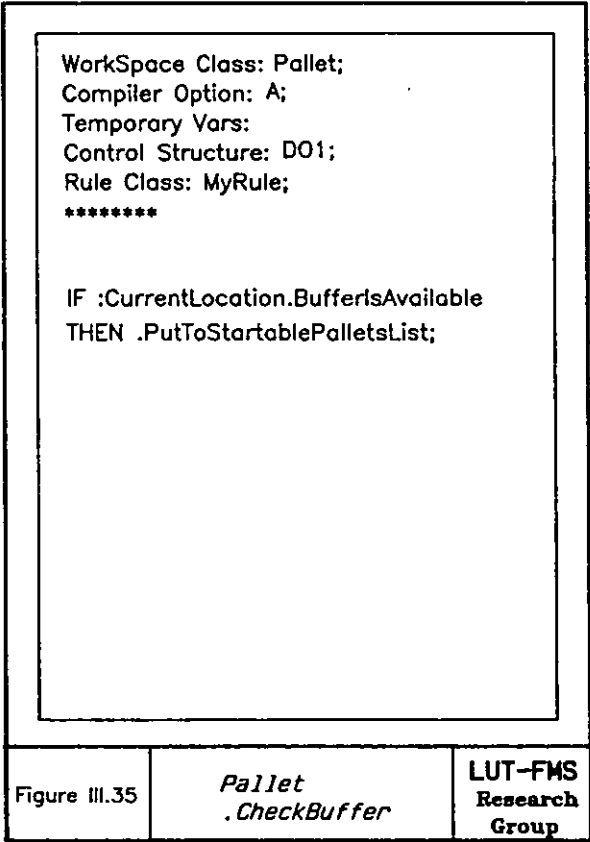 WorkSpace Class: Pallet;
Compiler Option: A;
Temporary Vars:
Control Structure: DO1;
Rule Class: MyRule;
********
IF :CurrentLocation.BufferIsAvailable
THEN .PutToStartablePalletsList;
Figure III.35
Pallet
.CheckBuffer
LUT-FMS
Research
Group